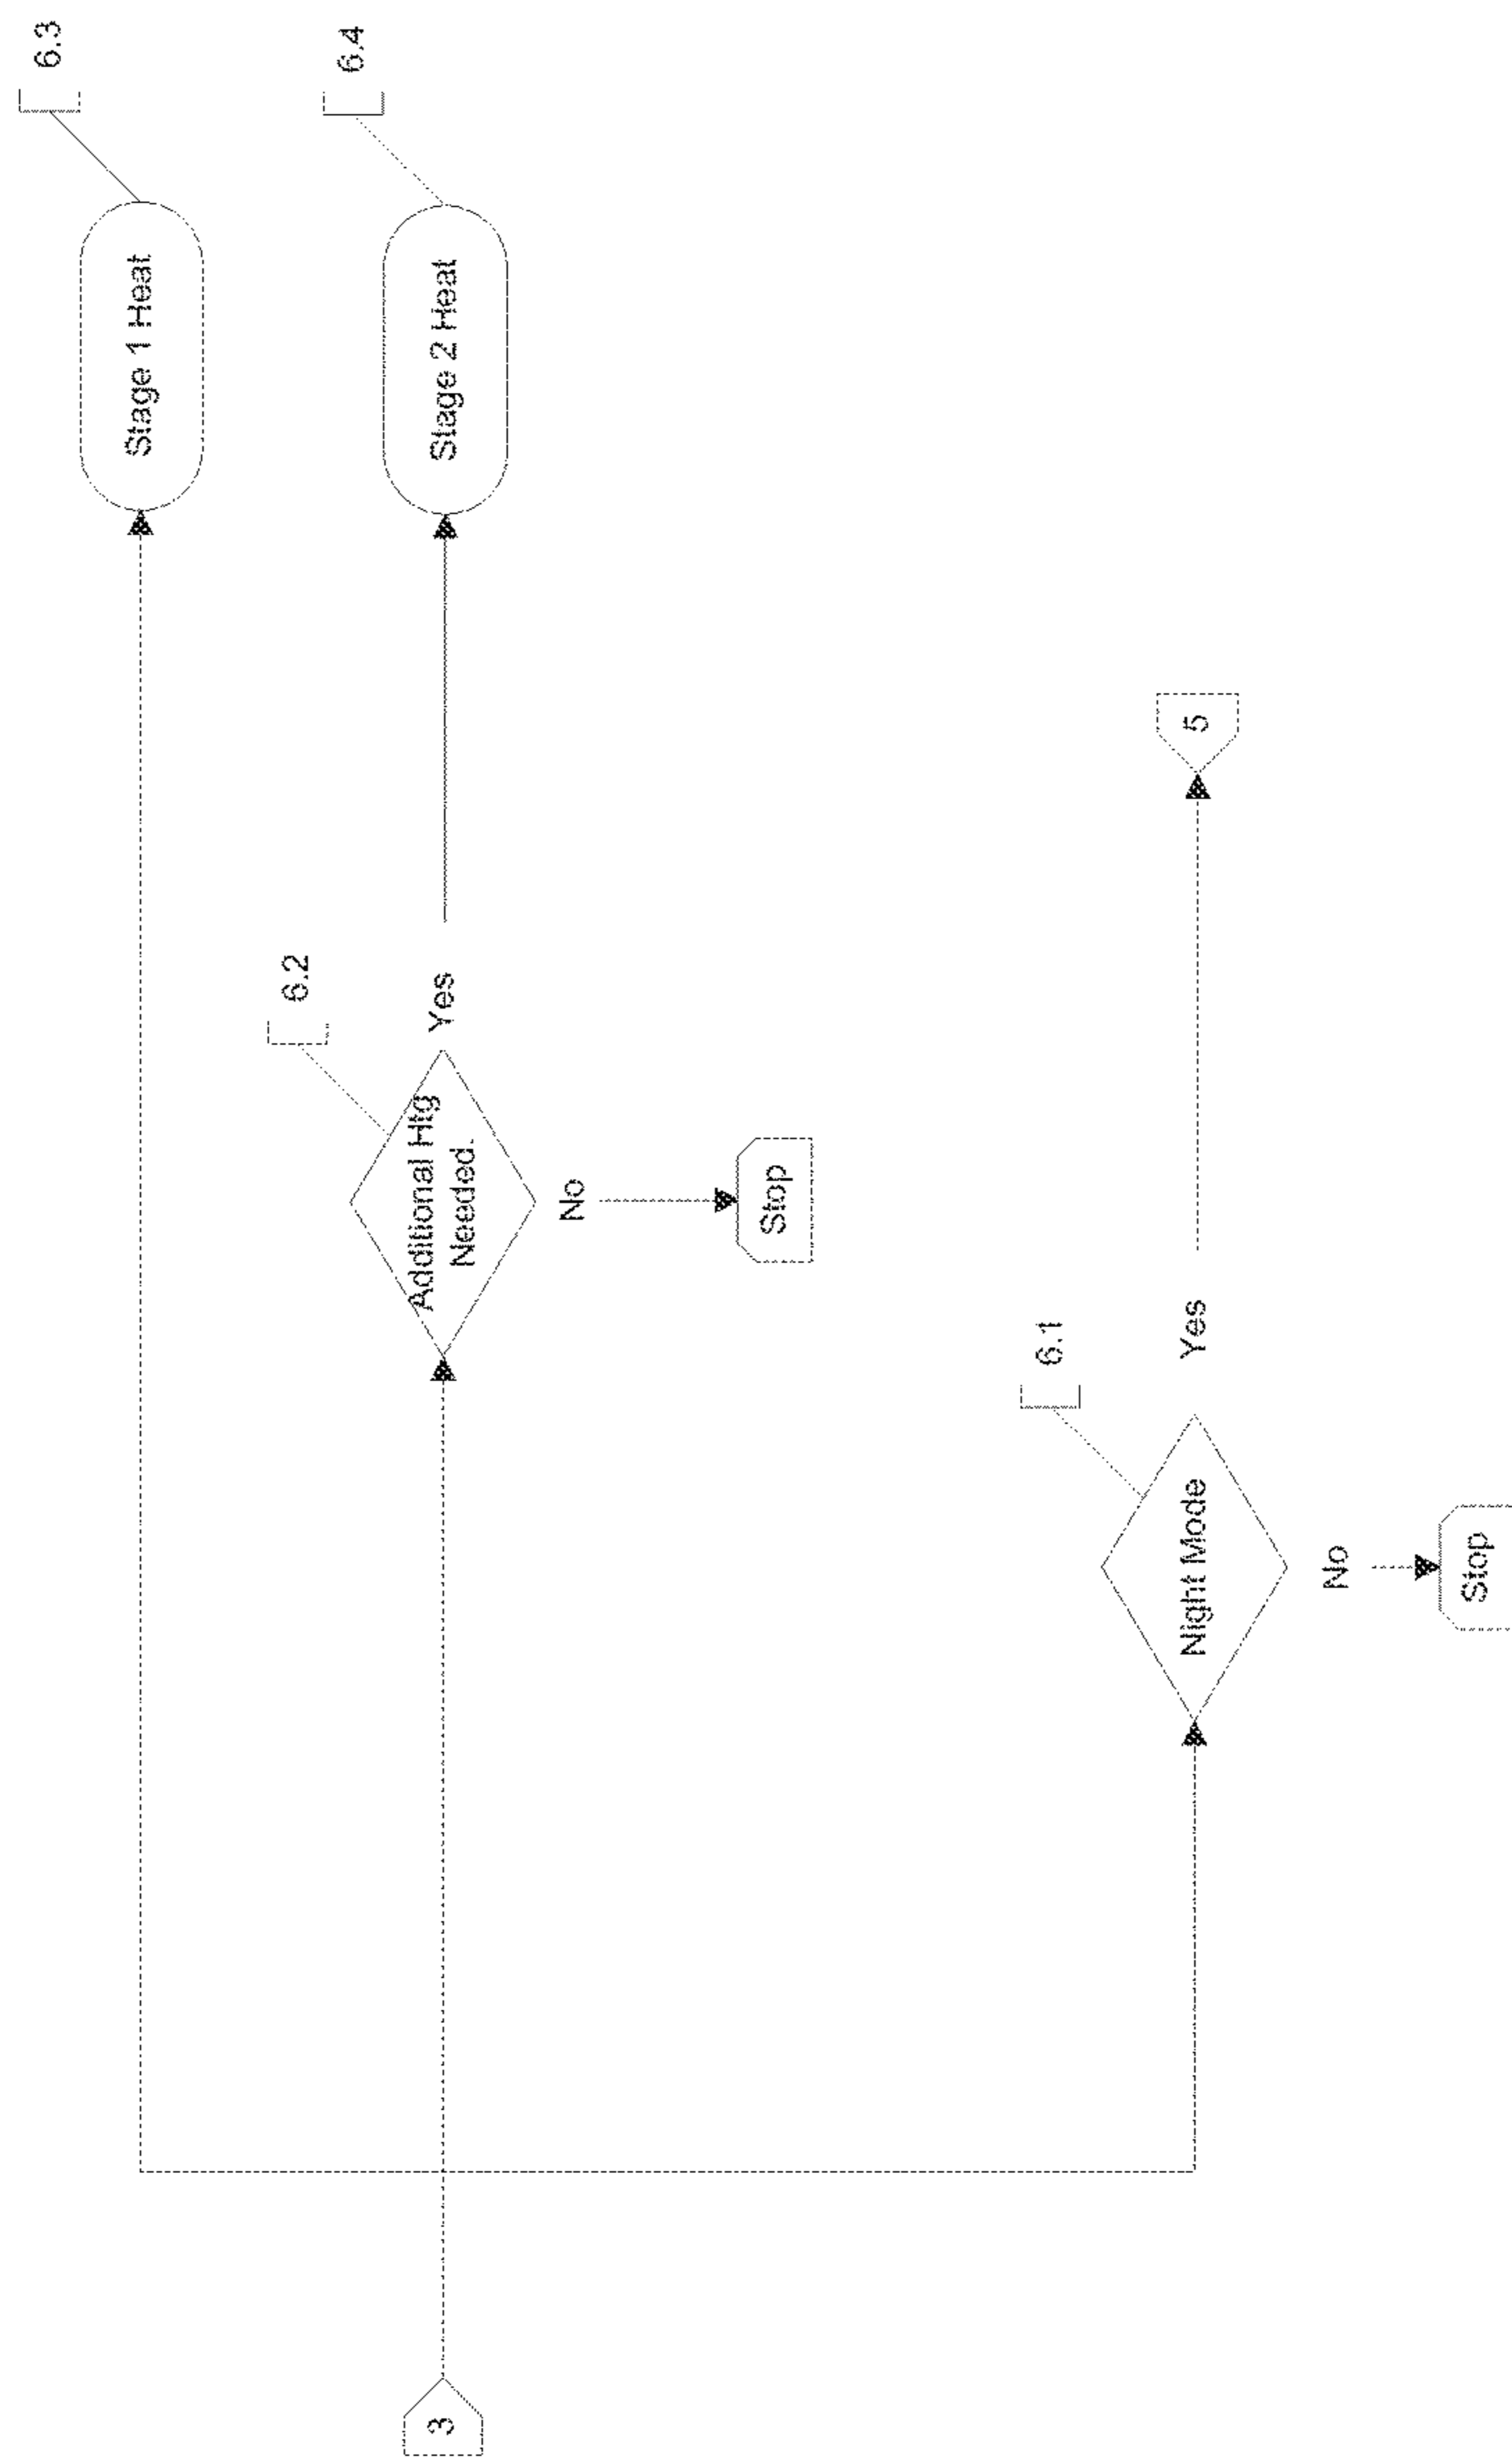 6.3
Stage 1 Heat
6.4
Stage 2 Heat
6.2
Additional Htg
Needed.
Yes
No
Stop
3
6.1
Night Mode
Yes
5
No
Stop